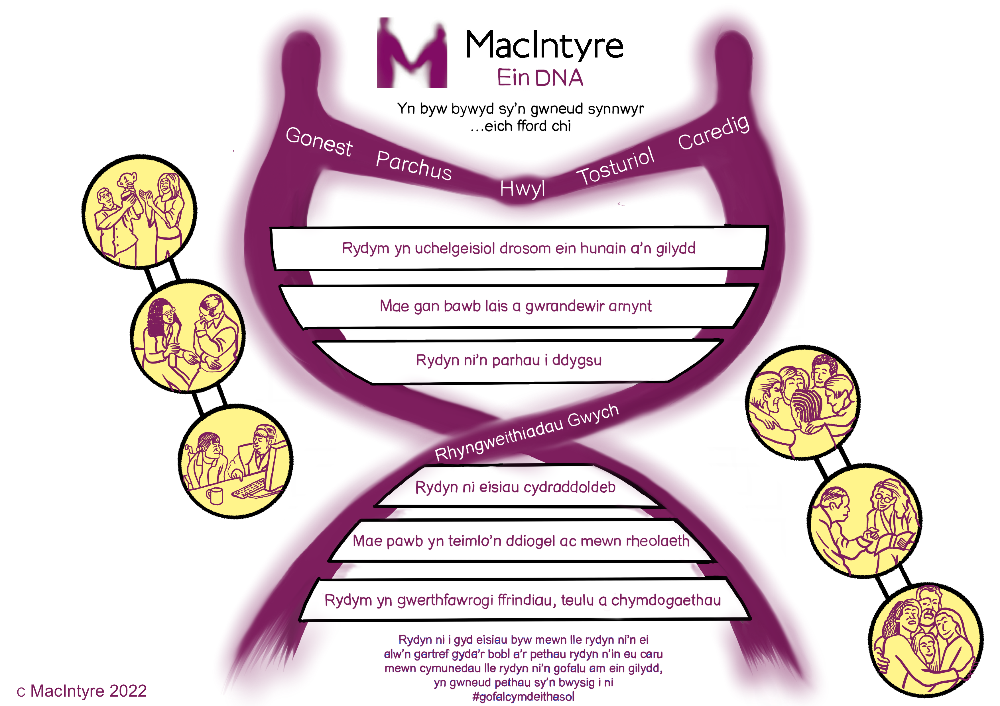 MacIntyre
Ein DNA
Yn byw bywyd sy'n gwneud synnwyr
...eich fford chi
Gonest Parchus Hwyl Tosturiol Caredig
Rydym yn uchelgeisiol drosom ein hunain a'n gilydd
Mae gan bawb lais a gwrandewir arnynt
Rydyn ni'n parhau i ddygsu
Rhyngweithiadau Gwych
Rydyn ni eisiau cydraddoldeb
Mae pawb yn teimlo'n ddiogel ac mewn rheolaeth
Rydym yn gwerthfawrogi ffrindiau, teulu a chymdogaethau
Rydyn ni i gyd eisiau byw mewn lle rydyn ni'n ei
alw'n gartref gyda'r bobl a'r pethau rydyn n'in eu caru
mewn cymunedau lle rydyn ni'n gofalu am ein gilydd,
yn gwneud pethau sy'n bwysig i ni
#gofalcymdeithasol
C MacIntyre 2022